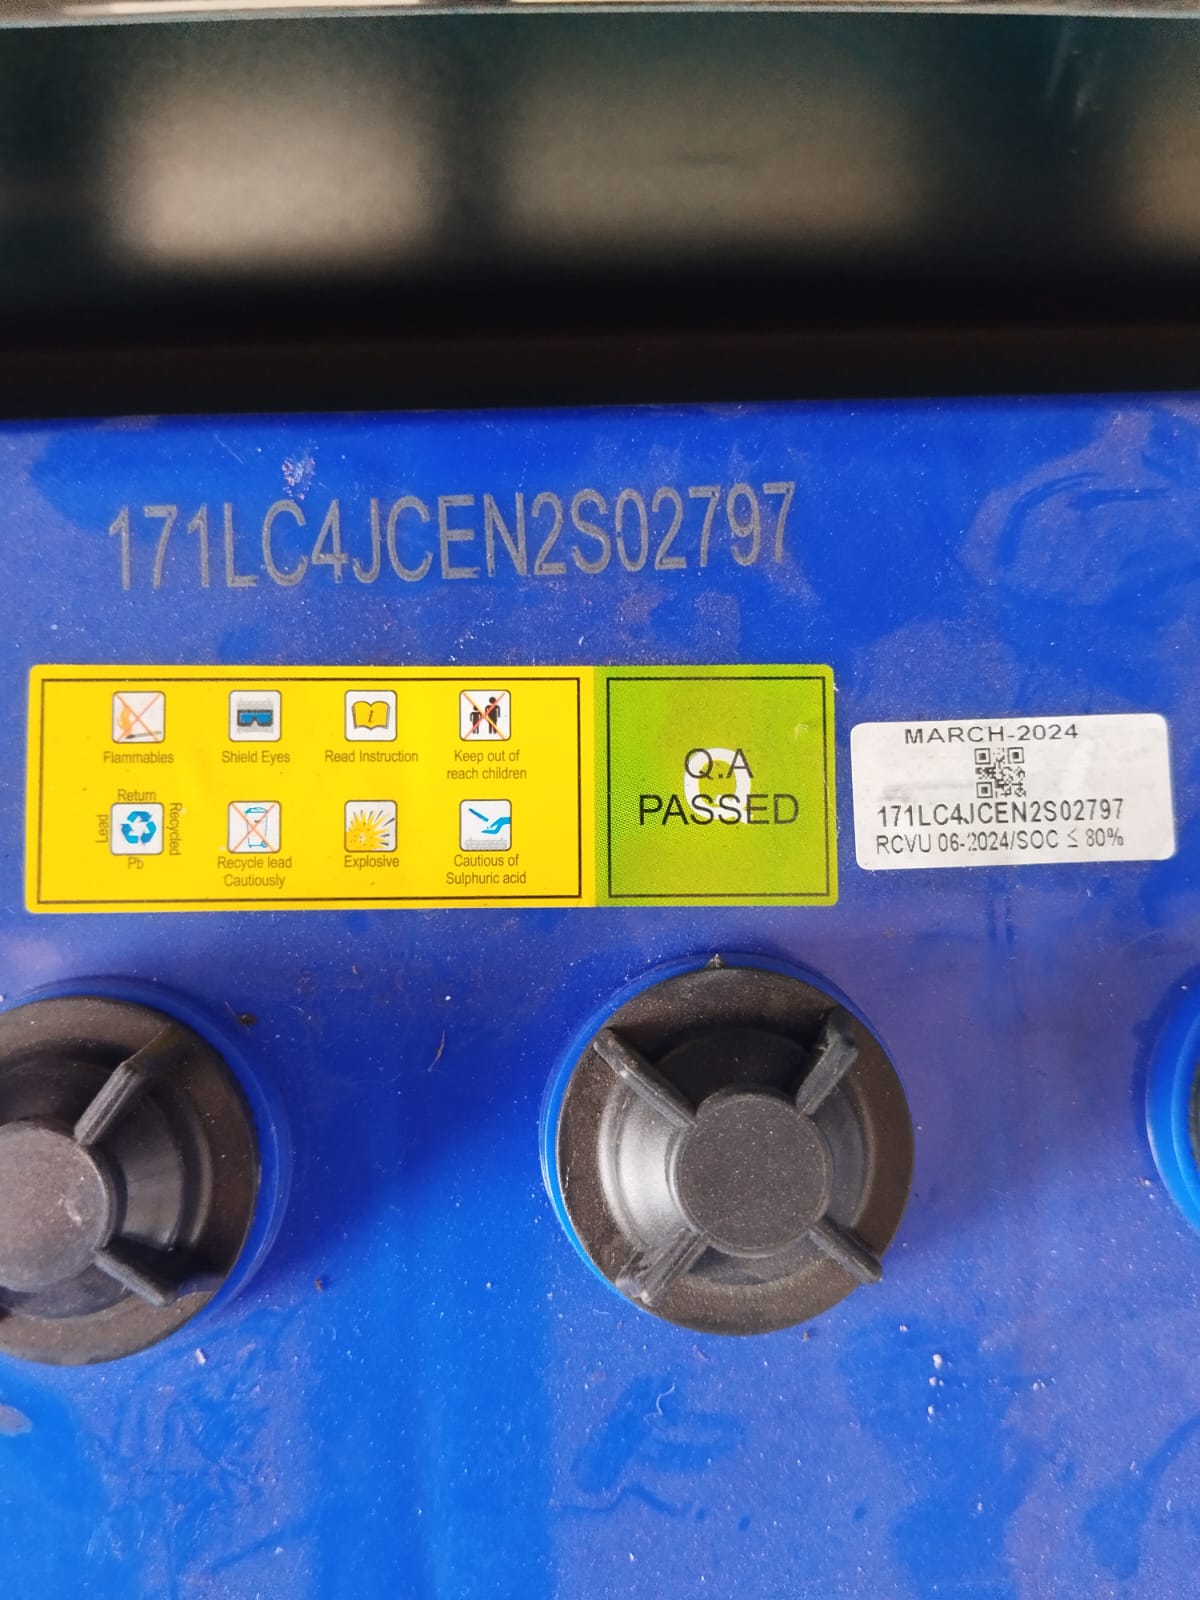 171LC4JCEN2S02797
Flammables
Shield Eyes
Read Instruction
Keep out of
reach children
Return
Lead
Recycled
Pb
Recycle lead
Cautiously
Explosive
Cautious of
Sulphuric acid
Q.A
PASSED
MARCH-2024
171LC4JCEN2S02797
RCVU 06-2024/SOC ≤ 80%